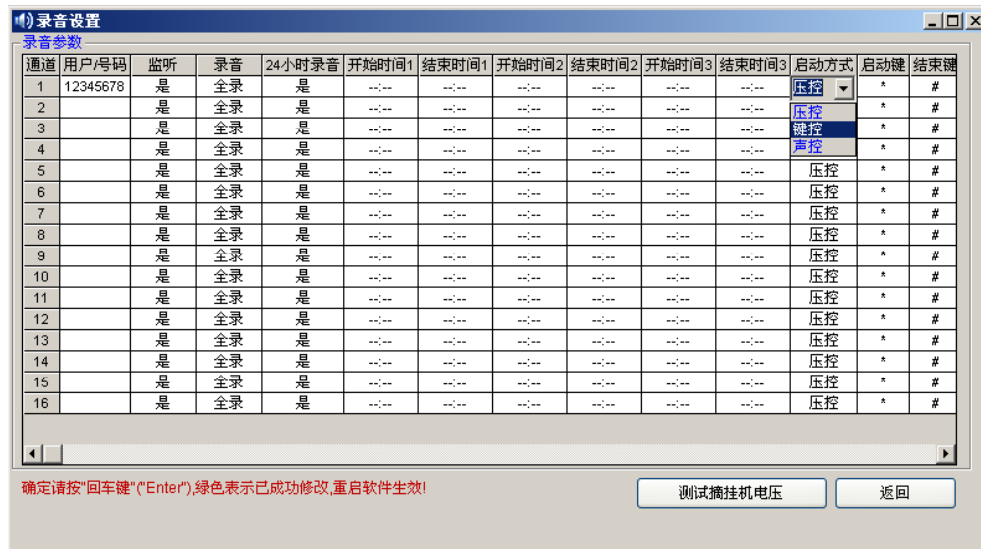 录音设置
录音参数
通道 用户/号码 监听 录音 24小时录音 开始时间1 结束时间1 开始时间2 结束时间2 开始时间3 结束时间3 启动方式 启动键 结束键
1 12345678 是 全录 是 --:-- --:-- --:-- --:-- --:-- --:-- 压控 * #
2 是 全录 是 --:-- --:-- --:-- --:-- --:-- --:-- 压控 * #
3 是 全录 是 --:-- --:-- --:-- --:-- --:-- --:-- 键控 * #
4 是 全录 是 --:-- --:-- --:-- --:-- --:-- --:-- 声控 * #
5 是 全录 是 --:-- --:-- --:-- --:-- --:-- --:-- 压控 * #
6 是 全录 是 --:-- --:-- --:-- --:-- --:-- --:-- 压控 * #
7 是 全录 是 --:-- --:-- --:-- --:-- --:-- --:-- 压控 * #
8 是 全录 是 --:-- --:-- --:-- --:-- --:-- --:-- 压控 * #
9 是 全录 是 --:-- --:-- --:-- --:-- --:-- --:-- 压控 * #
10 是 全录 是 --:-- --:-- --:-- --:-- --:-- --:-- 压控 * #
11 是 全录 是 --:-- --:-- --:-- --:-- --:-- --:-- 压控 * #
12 是 全录 是 --:-- --:-- --:-- --:-- --:-- --:-- 压控 * #
13 是 全录 是 --:-- --:-- --:-- --:-- --:-- --:-- 压控 * #
14 是 全录 是 --:-- --:-- --:-- --:-- --:-- --:-- 压控 * #
15 是 全录 是 --:-- --:-- --:-- --:-- --:-- --:-- 压控 * #
16 是 全录 是 --:-- --:-- --:-- --:-- --:-- --:-- 压控 * #
确定请按"回车键"("Enter"),绿色表示已成功修改,重启软件生效! 测试摘挂机电压 返回